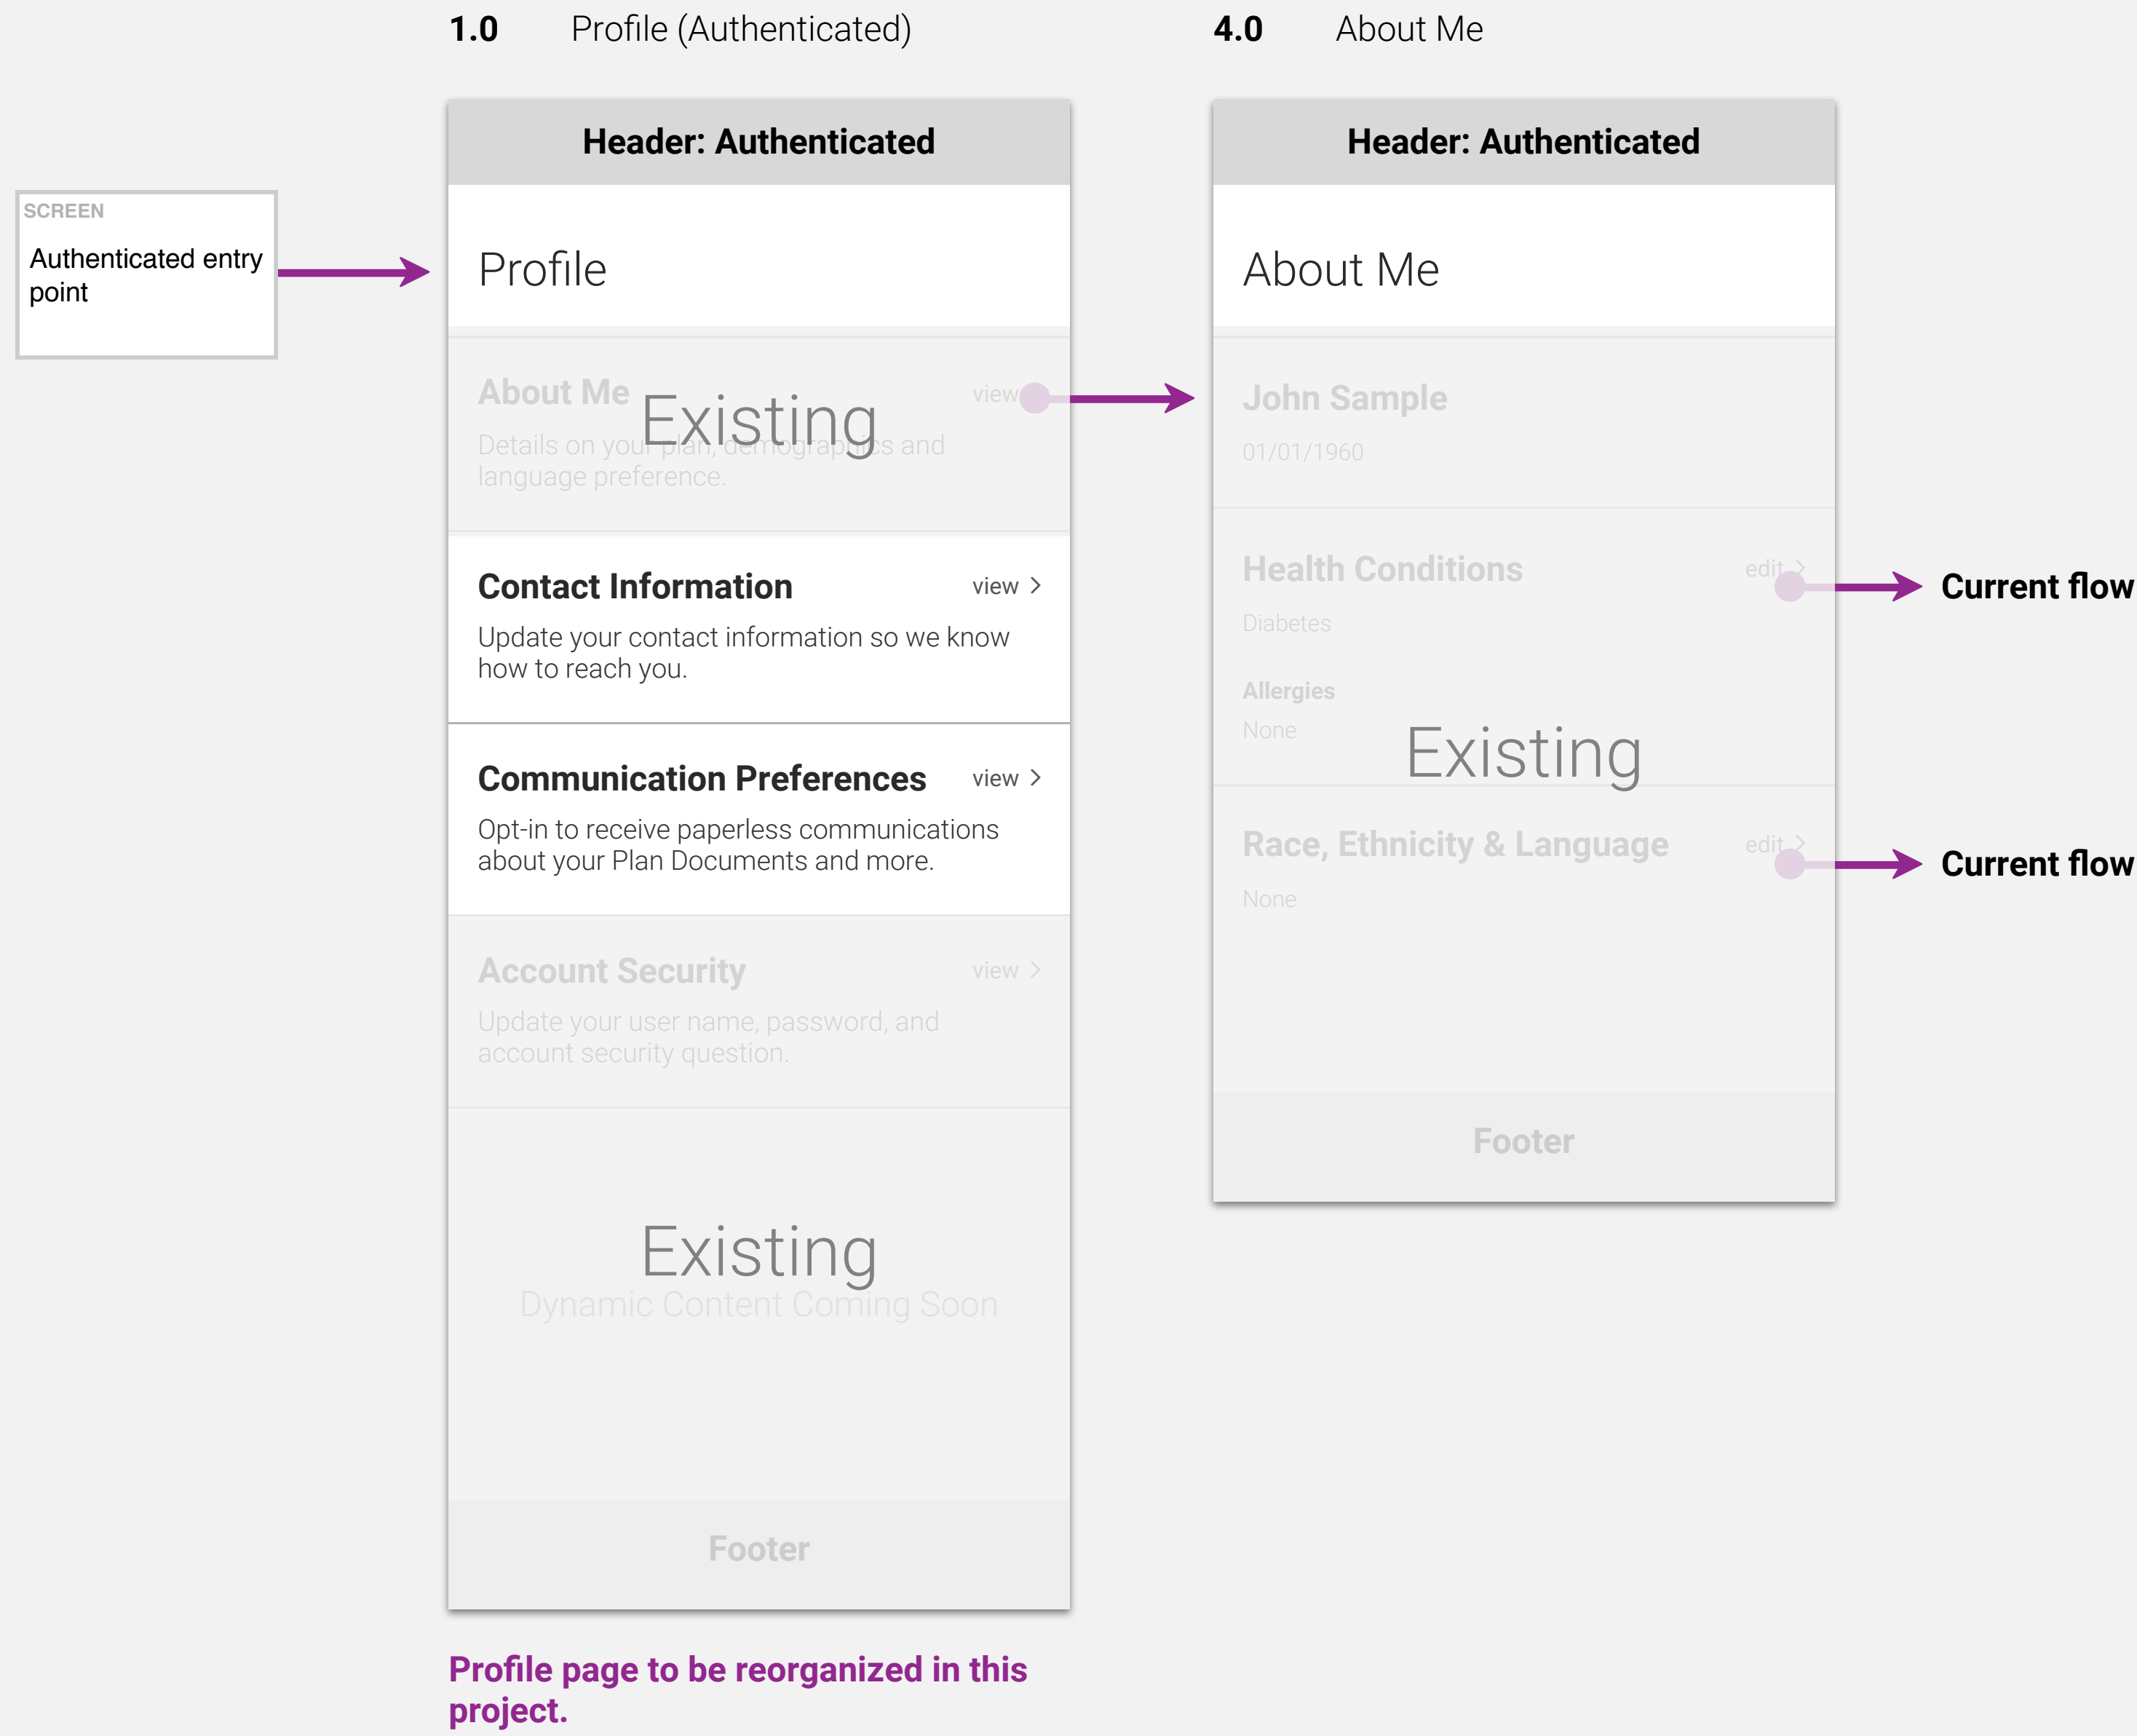 1.0 Profile (Authenticated)
Header: Authenticated
SCREEN
Authenticated entry
point
Profile
About Me
view
Existing
Details on your plan, demographics and
language preference.
Contact Information
view
Update your contact information so we know
how to reach you.
Communication Preferences
view
Opt-in to receive paperless communications
about your Plan Documents and more.
Account Security
view
Update your user name, password, and
account security question.
Existing
Dynamic Content Coming Soon
Footer
Profile page to be reorganized in this
project.
4.0 About Me
Header: Authenticated
About Me
John Sample
01/01/1960
Health Conditions
edit
Current flow
Diabetes
Allergies
None
Existing
Race, Ethnicity & Language
edit
Current flow
None
Footer